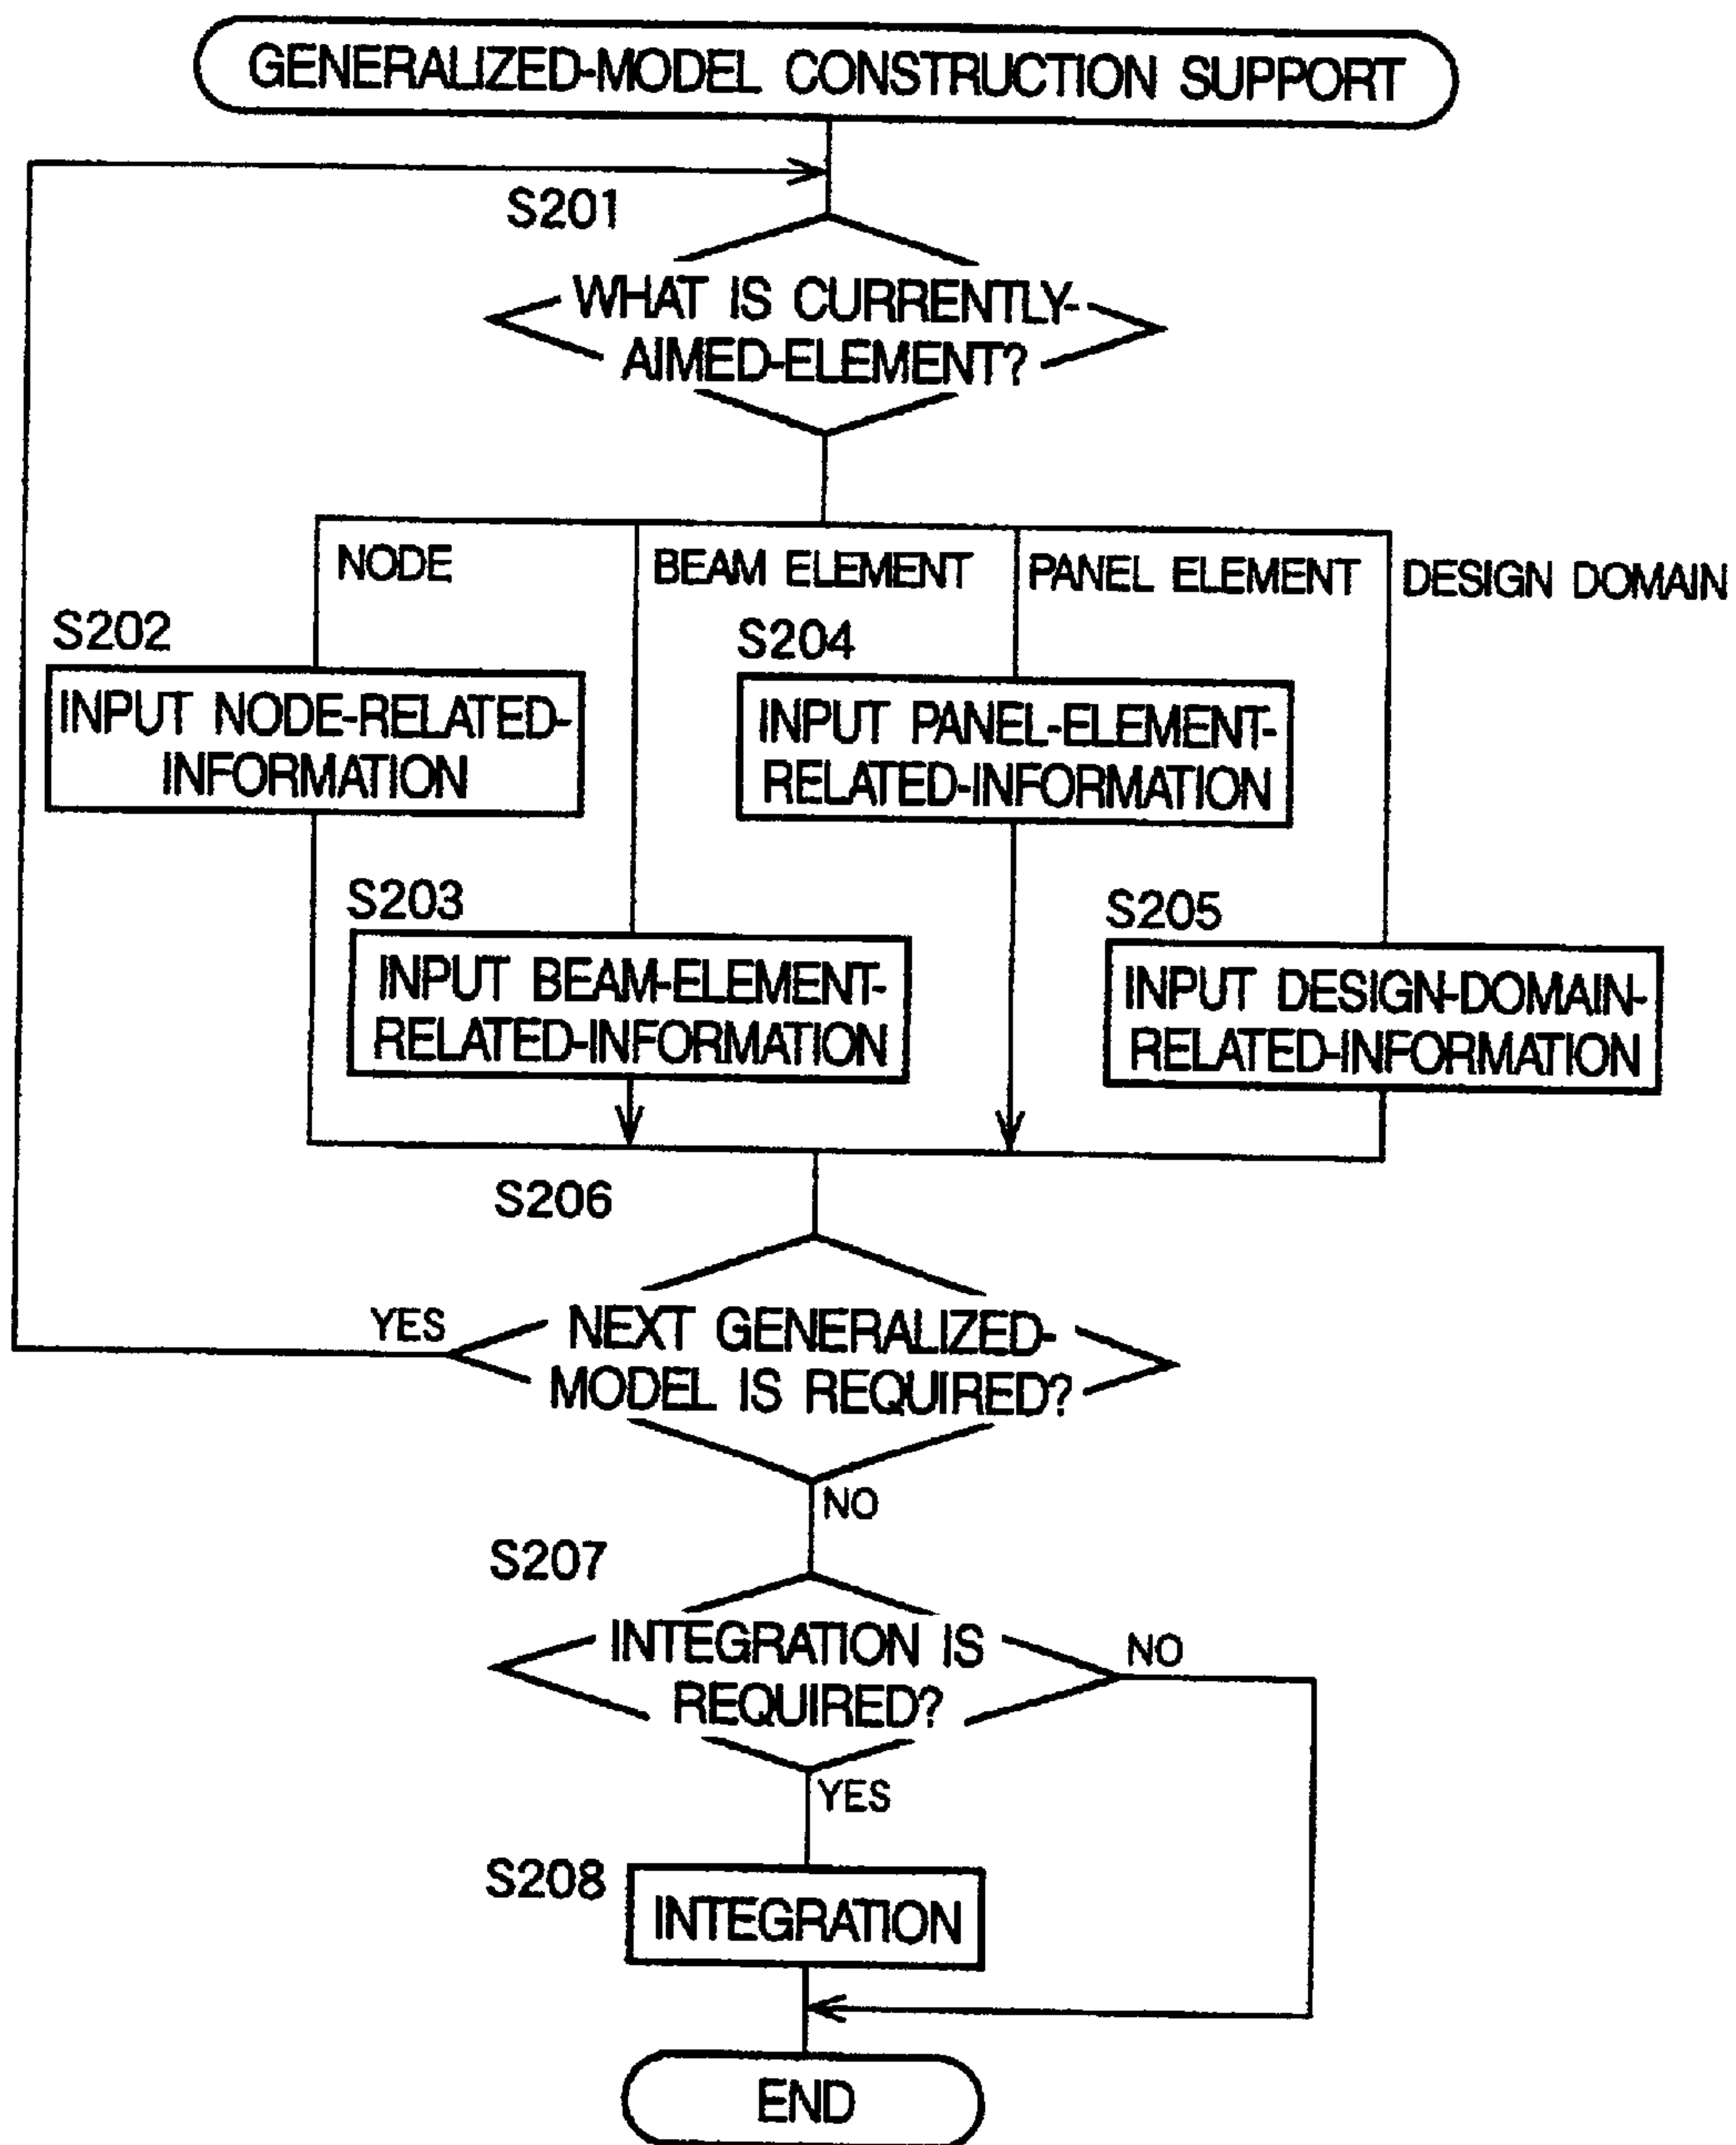 GENERALIZED-MODEL CONSTRUCTION SUPPORT
S201
WHAT IS CURRENTLY-
AIMED-ELEMENT?
NODE
BEAM ELEMENT
PANEL ELEMENT
DESIGN DOMAIN
S202
INPUT NODE-RELATED-
INFORMATION
S204
INPUT PANEL-ELEMENT-
RELATED-INFORMATION
S203
INPUT BEAM-ELEMENT-
RELATED-INFORMATION
S205
INPUT DESIGN-DOMAIN-
RELATED-INFORMATION
S206
YES
NEXT GENERALIZED-
MODEL IS REQUIRED?
NO
S207
INTEGRATION IS
REQUIRED?
NO
YES
S208
INTEGRATION
END